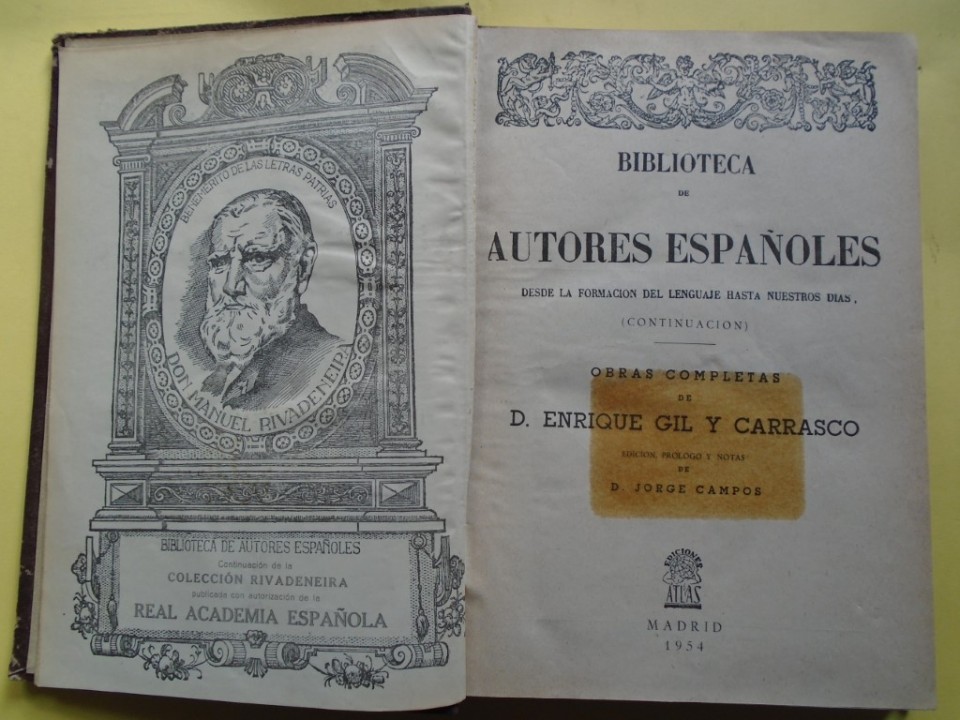 BENEMERITO DE LAS LETRAS PATRIAS
DON MANUEL RIVADENEIRA
BIBLIOTECA DE AUTORES ESPAÑOLES
Continuación de la
COLECCIÓN RIVADENEIRA
publicada con autorización de la
REAL ACADEMIA ESPAÑOLA
BIBLIOTECA
DE
AUTORES ESPAÑOLES
DESDE LA FORMACION DEL LENGUAJE HASTA NUESTROS DIAS.
(CONTINUACION)
OBRAS COMPLETAS
DE
D. ENRIQUE GIL Y CARRASCO
EDICION, PROLOGO Y NOTAS
DE
D. JORGE CAMPOS
EDICIONES
ATLAS
MADRID
1954